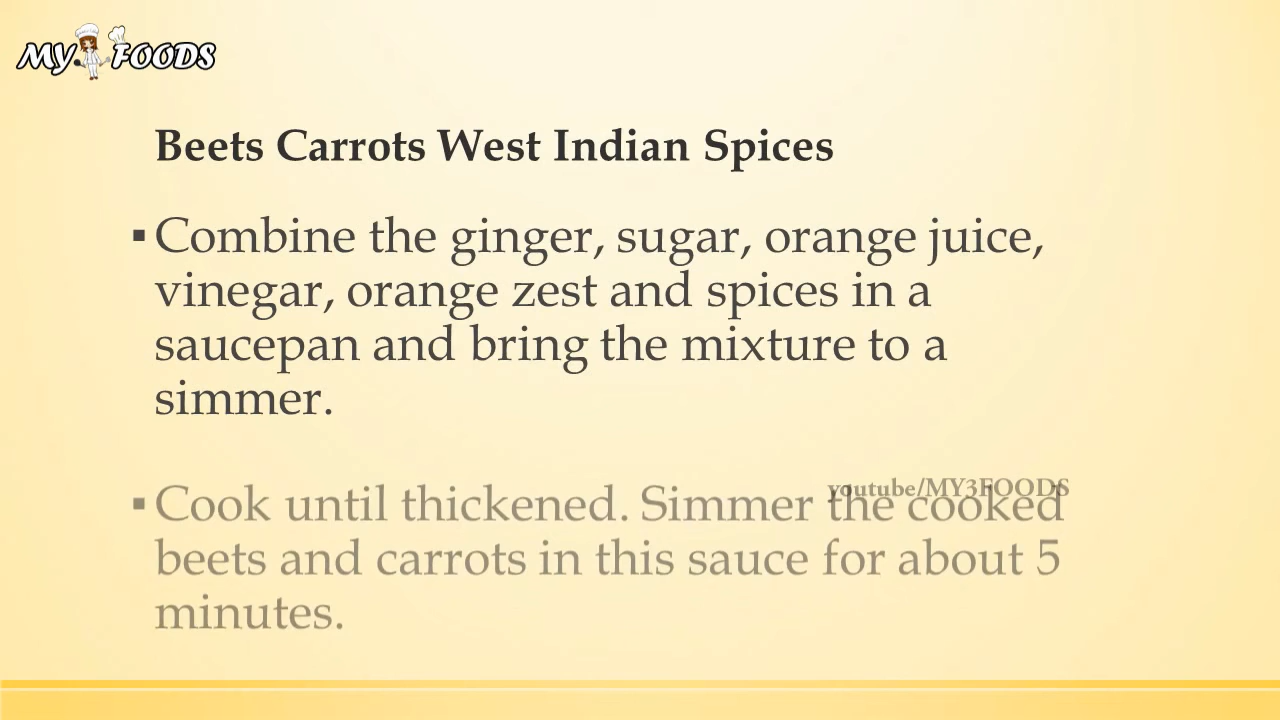 MY FOODS
Beets Carrots West Indian Spices
▪ Combine the ginger, sugar, orange juice,
vinegar, orange zest and spices in a
saucepan and bring the mixture to a
simmer.
youtube/MY3FOODS
▪ Cook until thickened. Simmer the cooked
beets and carrots in this sauce for about 5
minutes.